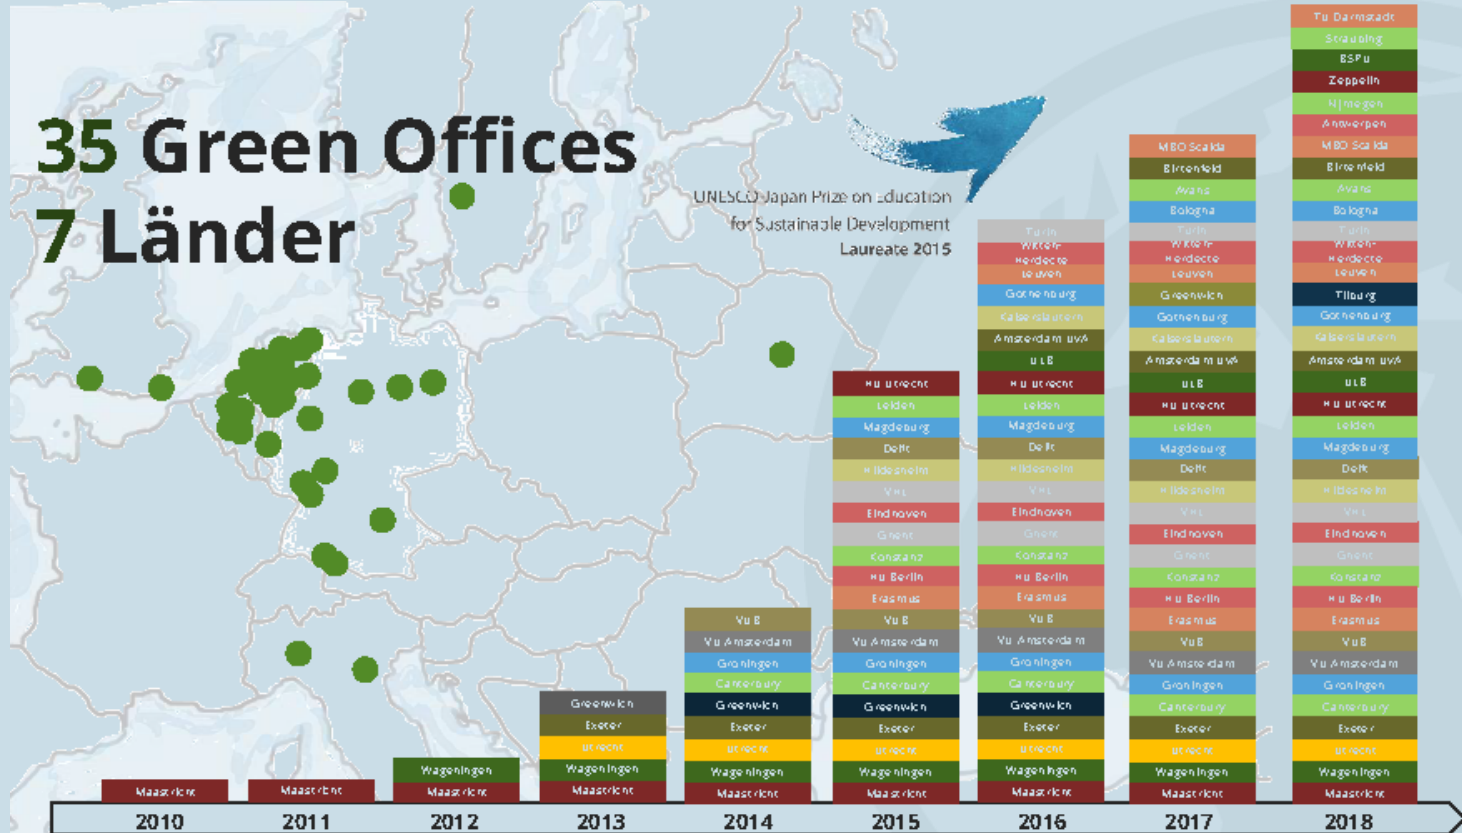 35 Green Offices
7 Länder
UNESCO Japan Prize on Education
for Sustainable Development
Laureate 2015
Maastricht
2010
Maastricht
2011
Wageningen
Maastricht
2012
Greenwich
Exeter
Utrecht
Wageningen
Maastricht
2013
VUB
VU Amsterdam
Groningen
Canterbury
Greenwich
Exeter
Utrecht
Wageningen
Maastricht
2014
HU Utrecht
Leiden
Magdeburg
Delft
Hildesheim
VHL
Eindhoven
Ghent
Konstanz
HU Berlin
Erasmus
VUB
VU Amsterdam
Groningen
Canterbury
Greenwich
Exeter
Utrecht
Wageningen
Maastricht
2015
Turin
Witten-
Herdecke
Leuven
Gothenburg
Kaiserslautern
Amsterdam UvA
ULB
HU Utrecht
Leiden
Magdeburg
Delft
Hildesheim
VHL
Eindhoven
Ghent
Konstanz
HU Berlin
Erasmus
VUB
VU Amsterdam
Groningen
Canterbury
Greenwich
Exeter
Utrecht
Wageningen
Maastricht
2016
MBO Scalda
Birkenfeld
Avans
Bologna
Turin
Witten-
Herdecke
Leuven
Greenwich
Gothenburg
Kaiserslautern
Amsterdam UvA
ULB
HU Utrecht
Leiden
Magdeburg
Delft
Hildesheim
VHL
Eindhoven
Ghent
Konstanz
HU Berlin
Erasmus
VUB
VU Amsterdam
Groningen
Canterbury
Exeter
Utrecht
Wageningen
Maastricht
2017
TU Darmstadt
Straubing
BSPU
Zeppelin
Nijmegen
Antwerpen
MBO Scalda
Birkenfeld
Avans
Bologna
Turin
Witten-
Herdecke
Leuven
Tilburg
Gothenburg
Kaiserslautern
Amsterdam UvA
ULB
HU Utrecht
Leiden
Magdeburg
Delft
Hildesheim
VHL
Eindhoven
Ghent
Konstanz
HU Berlin
Erasmus
VUB
VU Amsterdam
Groningen
Canterbury
Exeter
Utrecht
Wageningen
Maastricht
2018